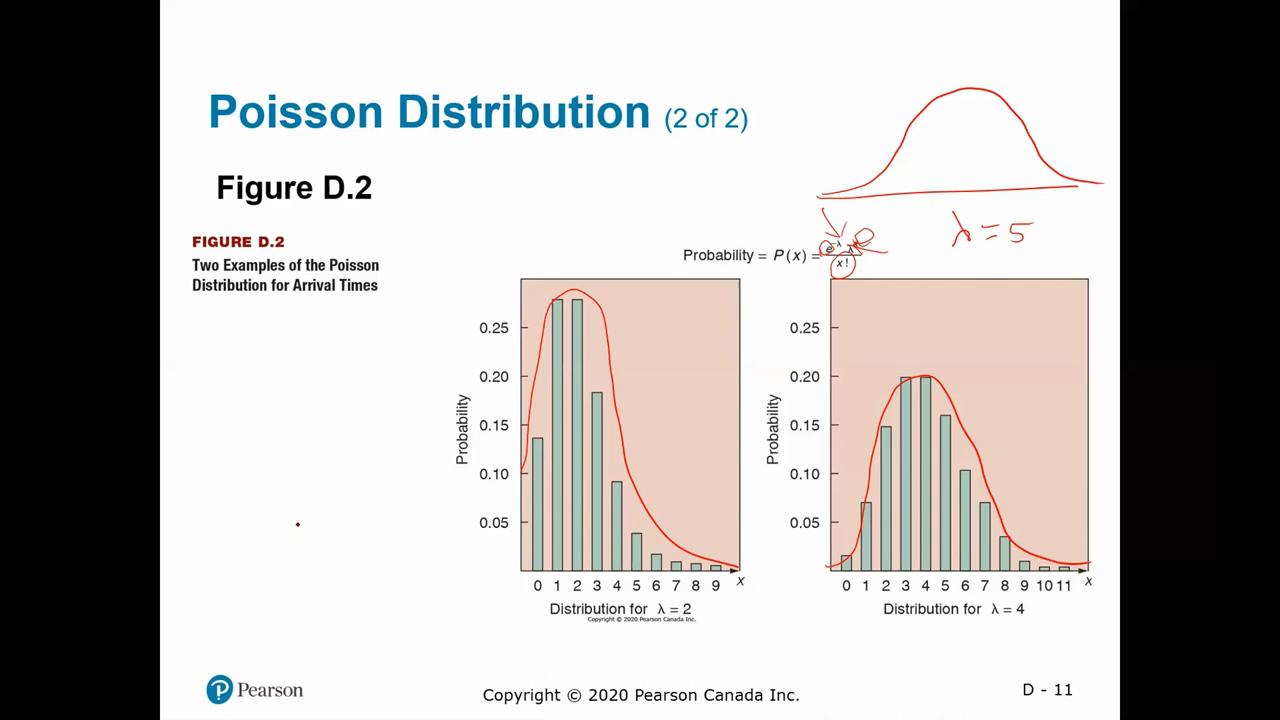 Poisson Distribution (2 of 2)
Figure D.2
FIGURE D.2
Two Examples of the Poisson
Distribution for Arrival Times
λ = 5
Probability = P(x) = e^-λ λ^x / x!
Probability
0.25
0.20
0.15
0.10
0.05
0 1 2 3 4 5 6 7 8 9 x
Distribution for λ = 2
Copyright © 2020 Pearson Canada Inc.
Probability
0.25
0.20
0.15
0.10
0.05
0 1 2 3 4 5 6 7 8 9 10 11 x
Distribution for λ = 4
Pearson
Copyright © 2020 Pearson Canada Inc.
D - 11